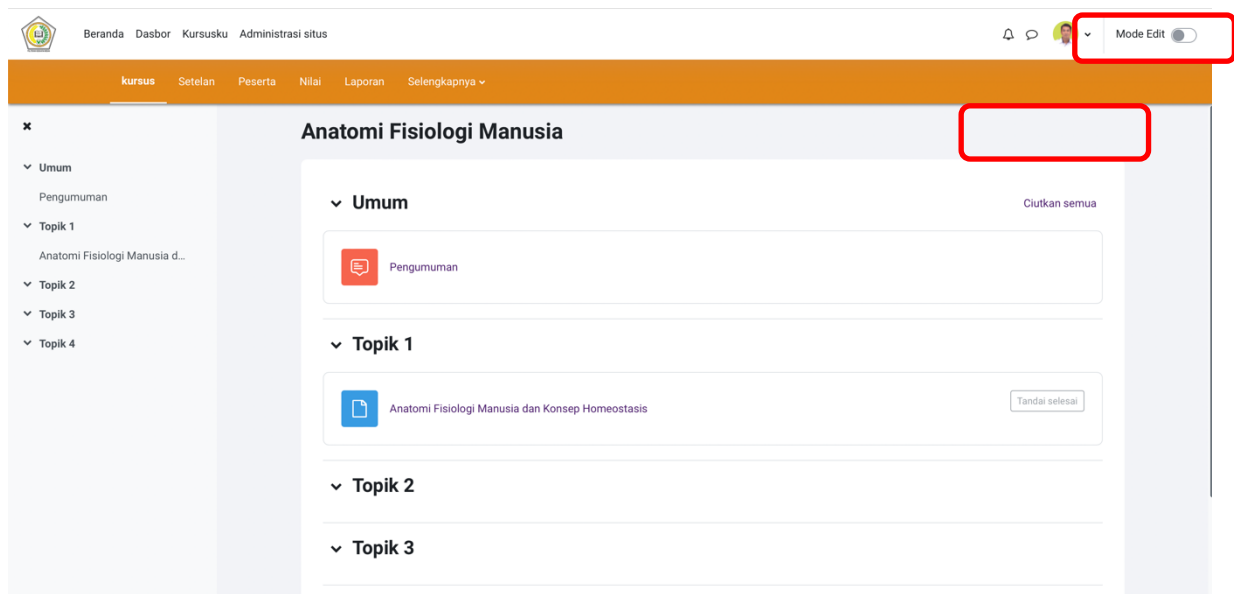 Beranda Dasbor Kursusku Administrasi situs
Mode Edit
kursus Setelan Peserta Nilai Laporan Selengkapnya
Umum
Pengumuman
Topik 1
Anatomi Fisiologi Manusia d...
Topik 2
Topik 3
Topik 4
Anatomi Fisiologi Manusia
Umum
Ciutkan semua
Pengumuman
Topik 1
Anatomi Fisiologi Manusia dan Konsep Homeostasis
Tandai selesai
Topik 2
Topik 3